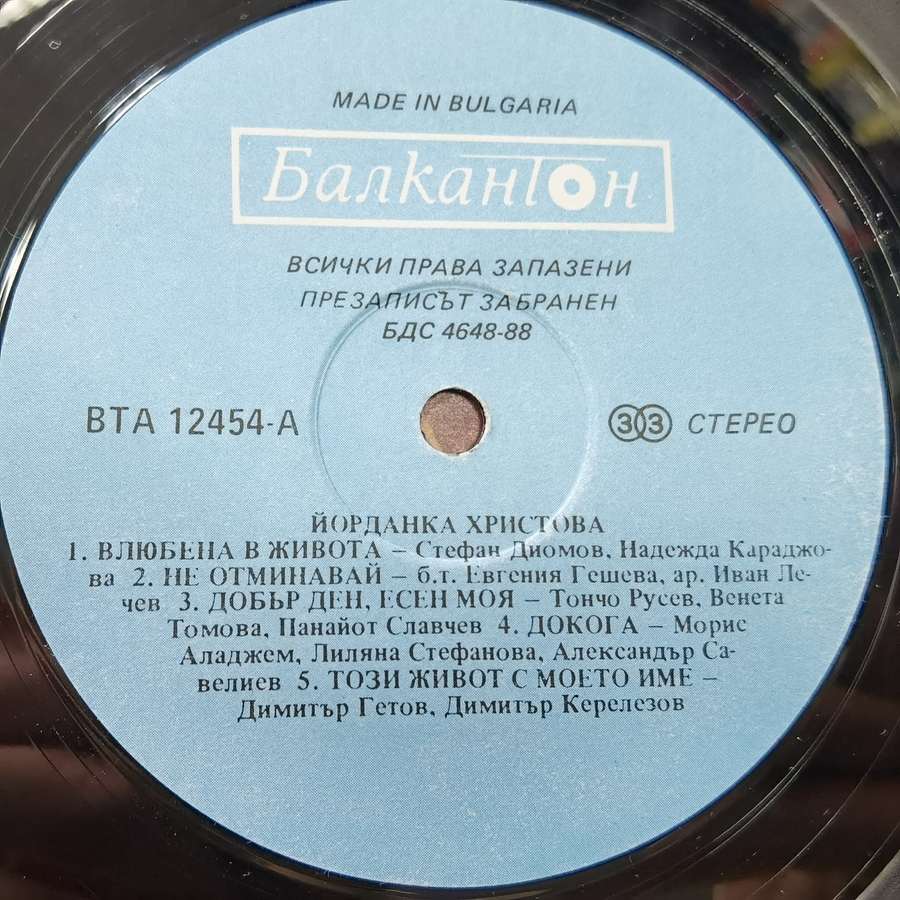 MADE IN BULGARIA
Балкантон
ВСИЧКИ ПРАВА ЗАПАЗЕНИ
ПРЕЗАПИСЪТ ЗАБРАНЕН
БДС 4648-88
ВТА 12454-А
33 СТЕРЕО
ЙОРДАНКА ХРИСТОВА
1. ВЛЮБЕНА В ЖИВОТА – Стефан Диомов, Надежда Караджо-
ва 2. НЕ ОТМИНАВАЙ – б.т. Евгения Гешева, ар. Иван Ле-
чев 3. ДОБЪР ДЕН, ЕСЕН МОЯ – Тончо Русев, Венета
Томова, Панайот Славчев 4. ДОКОГА – Морис
Аладжем, Лиляна Стефанова, Александър Са-
велиев 5. ТОЗИ ЖИВОТ С МОЕТО ИМЕ –
Димитър Гетов, Димитър Керелезов